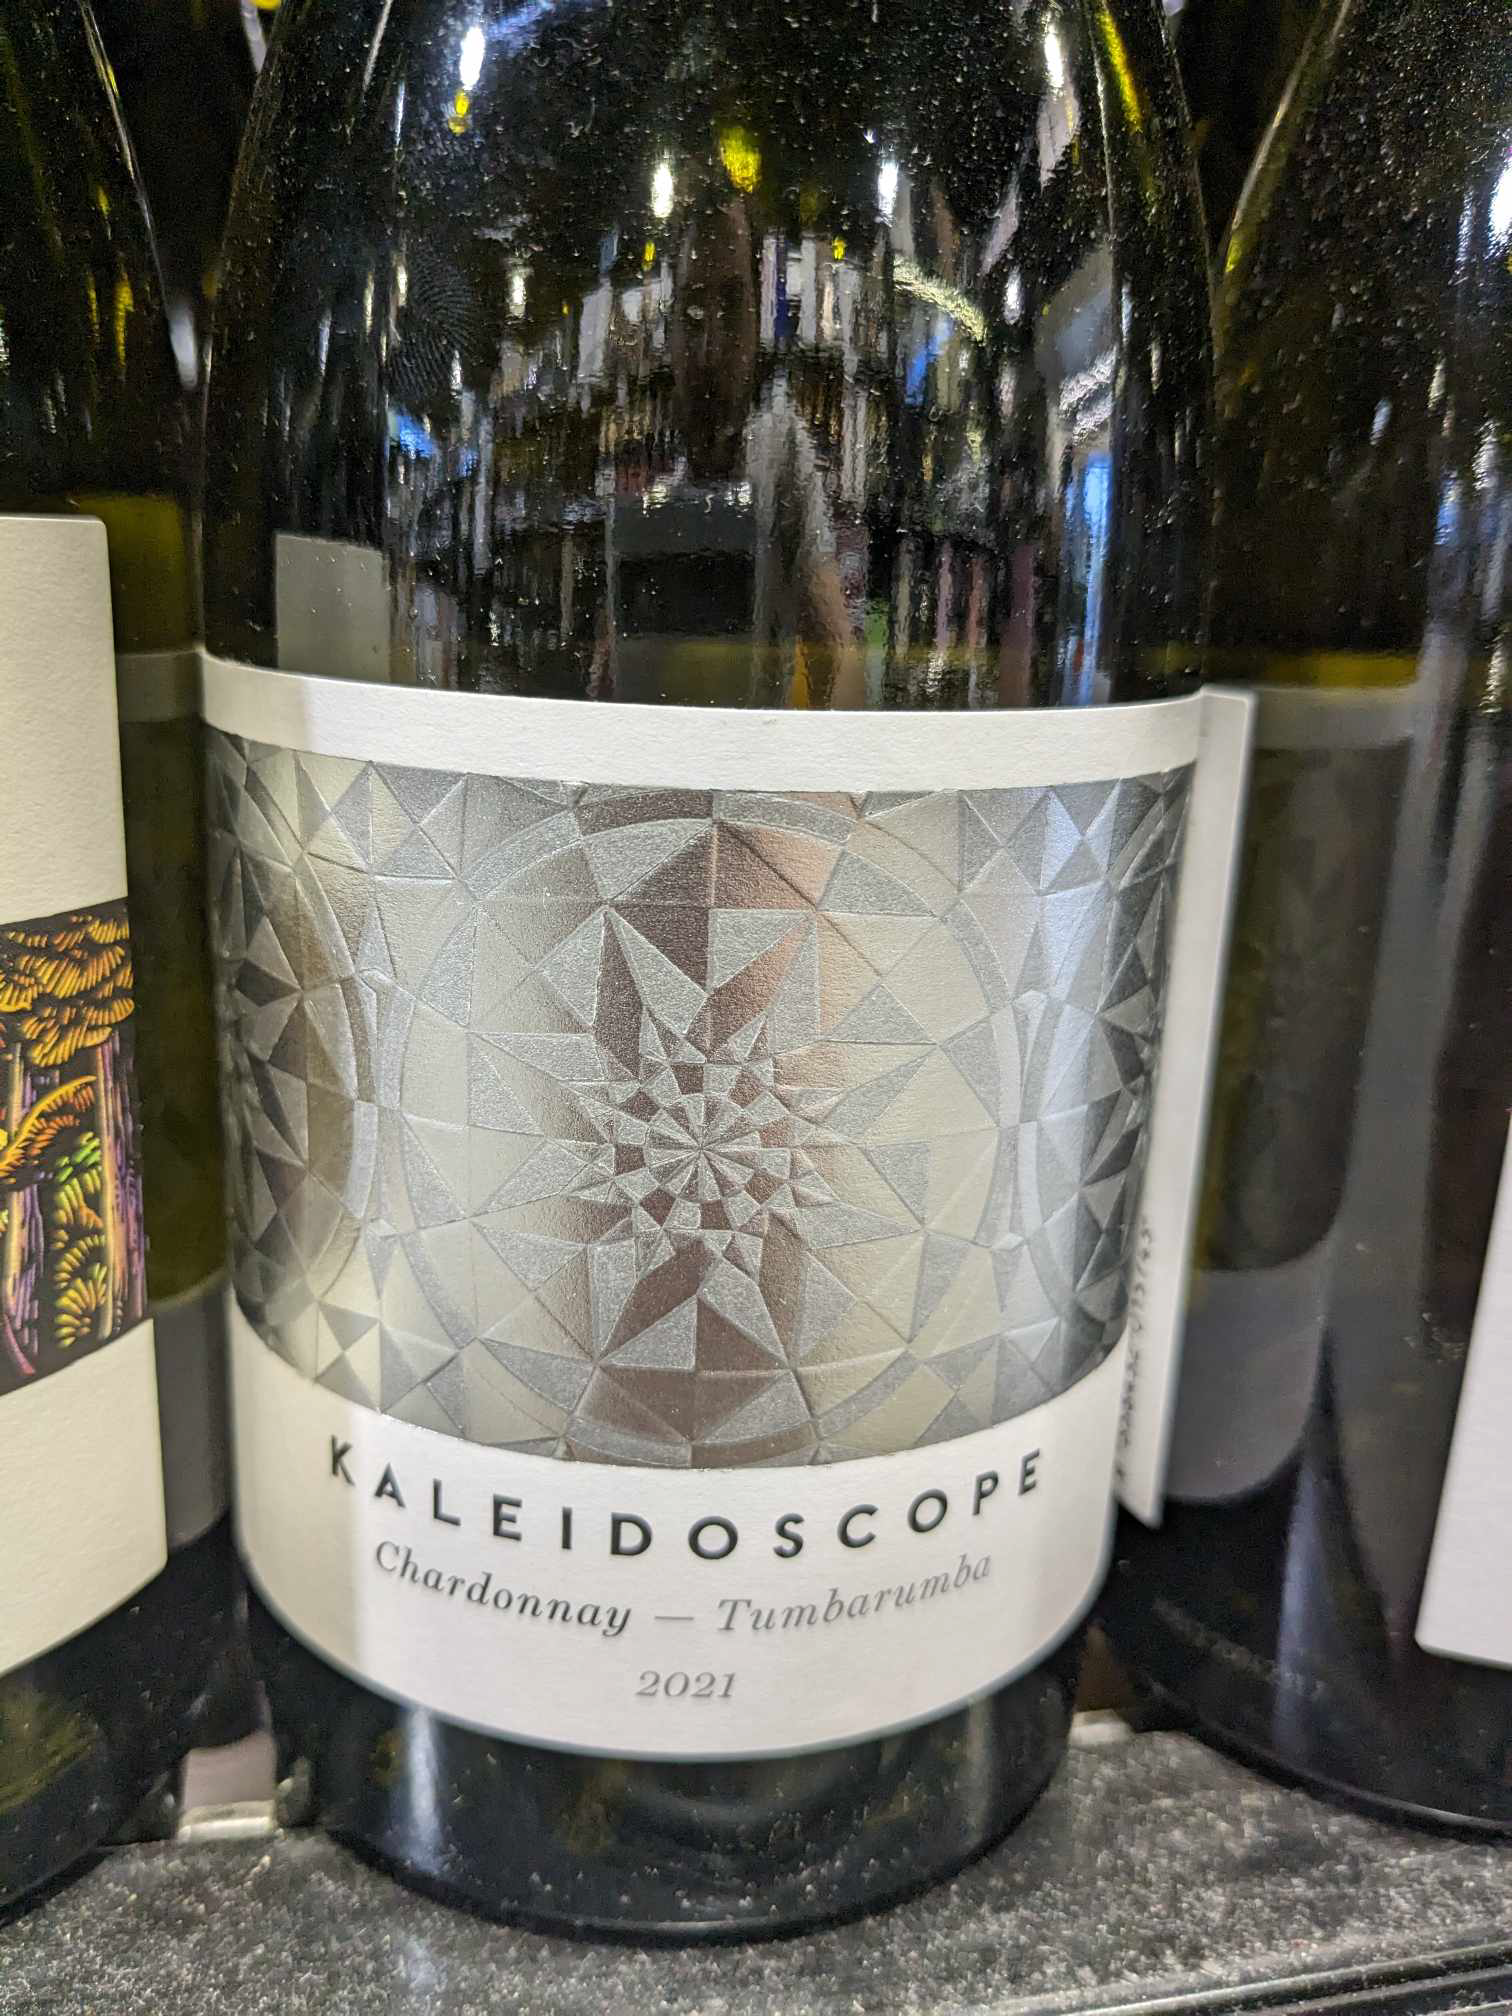 KALEIDOSCOPE
Chardonnay — Tumbarumba
2021